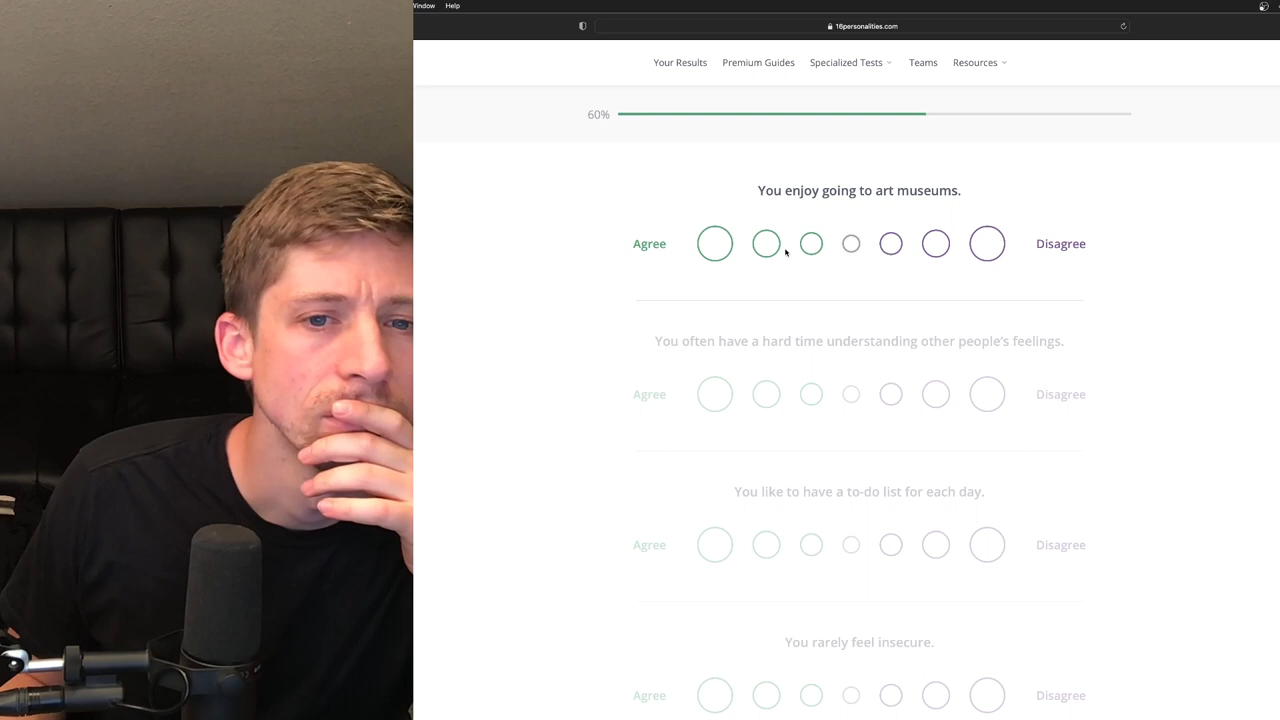 Window Help
16personalities.com
Your Results Premium Guides Specialized Tests Teams Resources
60%
You enjoy going to art museums.
Agree Disagree
You often have a hard time understanding other people's feelings.
Agree Disagree
You like to have a to-do list for each day.
Agree Disagree
You rarely feel insecure.
Agree Disagree